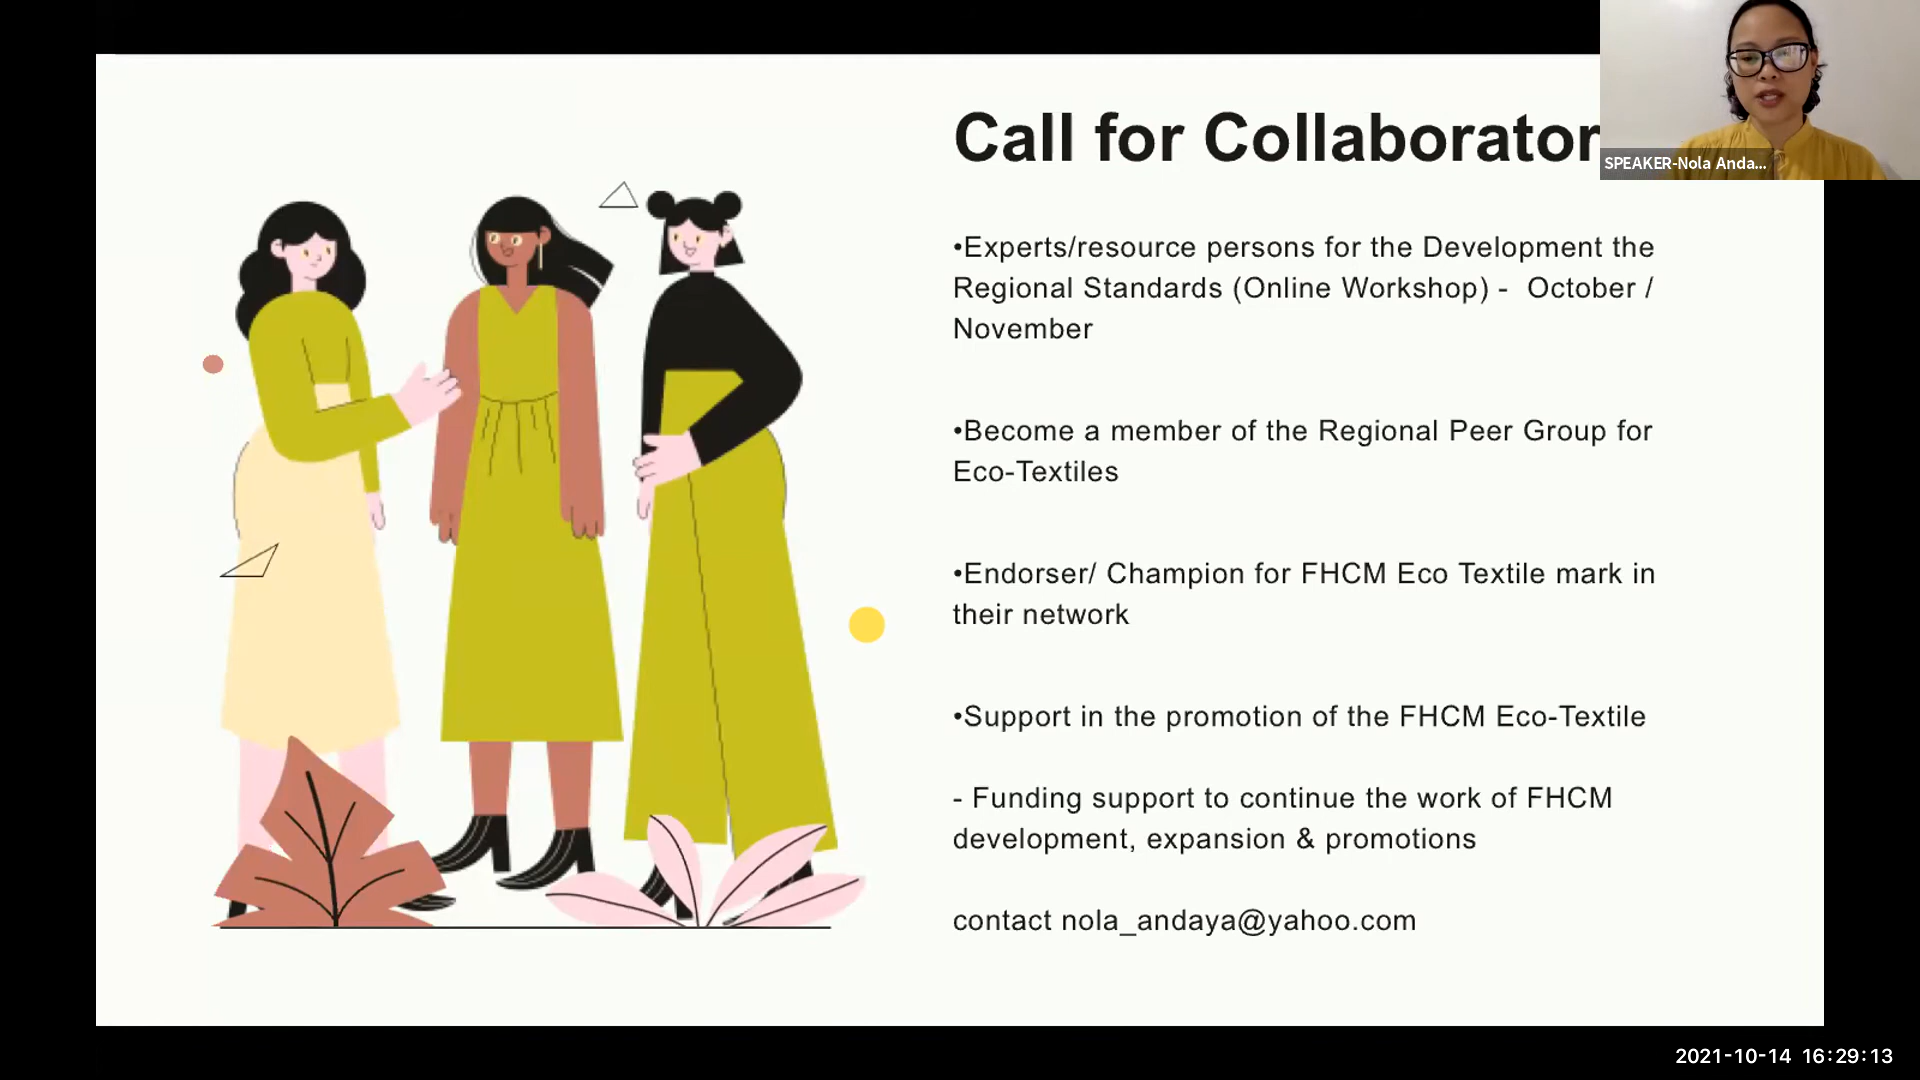 Call for Collaborator
SPEAKER-Nola Anda...
•Experts/resource persons for the Development the
Regional Standards (Online Workshop) -  October /
November
•Become a member of the Regional Peer Group for
Eco-Textiles
•Endorser/ Champion for FHCM Eco Textile mark in
their network
•Support in the promotion of the FHCM Eco-Textile
- Funding support to continue the work of FHCM
development, expansion & promotions
contact nola_andaya@yahoo.com
2021-10-14 16:29:13